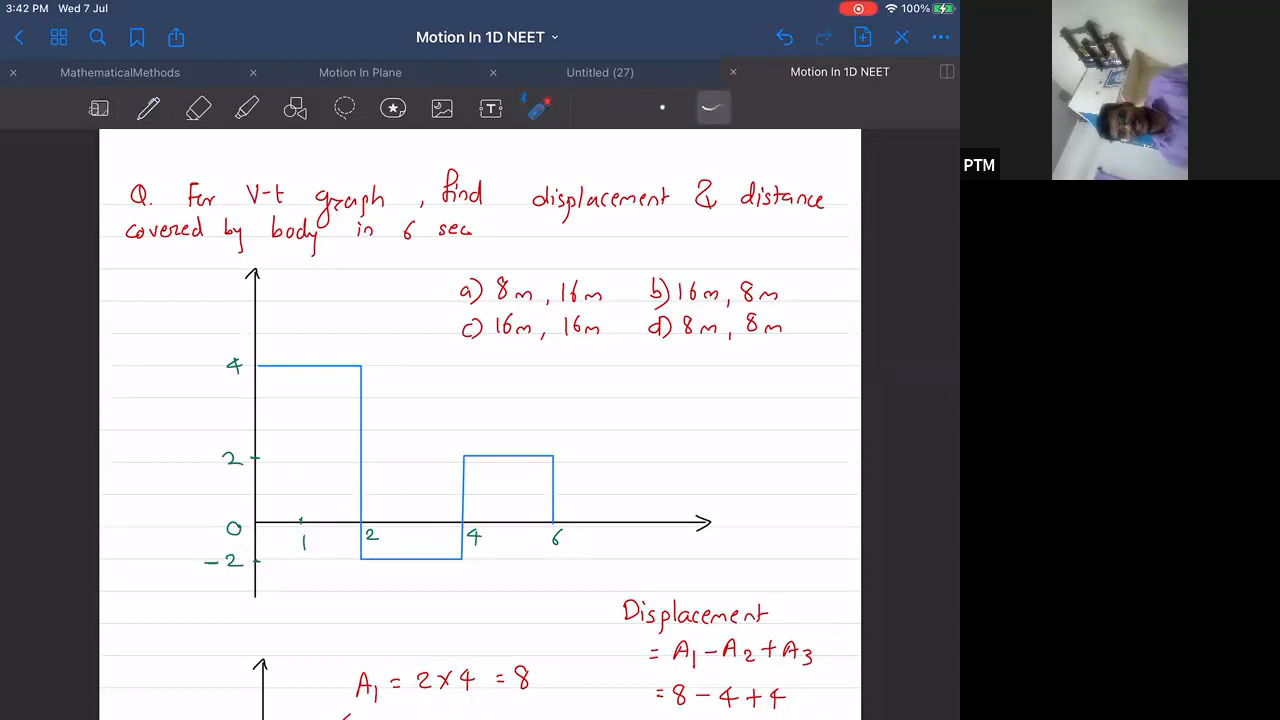 3:42 PM Wed 7 Jul
100%
Motion In 1D NEET
MathematicalMethods
Motion In Plane
Untitled (27)
Motion In 1D NEET
PTM
Q. For V-t graph, find displacement & distance
covered by body in 6 sec
a) 8m, 16m b) 16m, 8m
c) 16m, 16m d) 8m, 8m
4
2
0
-2
1 2 4 6
Displacement
= A1 - A2 + A3
= 8 - 4 + 4
A1 = 2 × 4 = 8